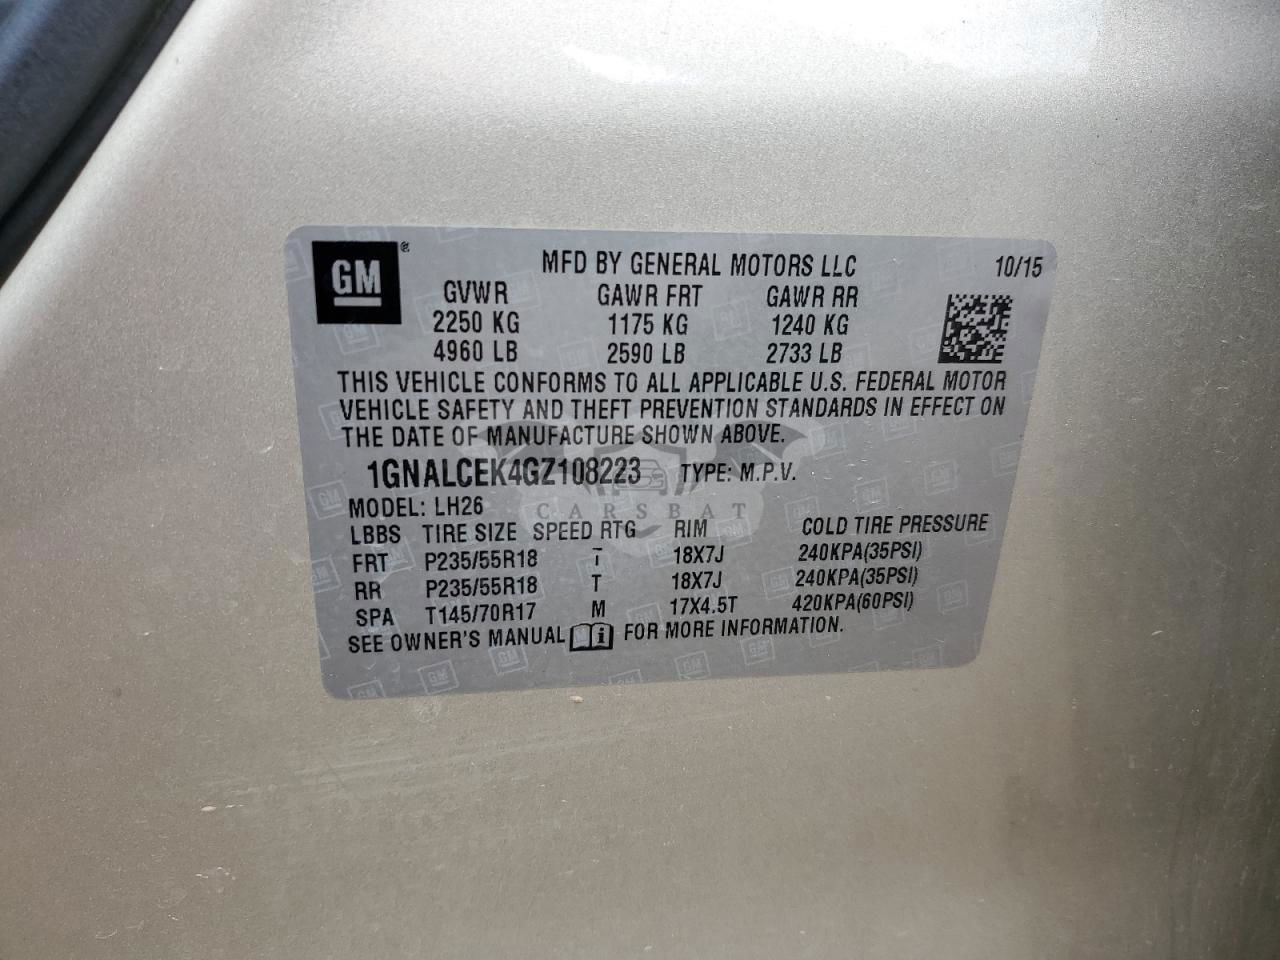 GM ®
MFD BY GENERAL MOTORS LLC 10/15
GVWR GAWR FRT GAWR RR
2250 KG 1175 KG 1240 KG
4960 LB 2590 LB 2733 LB
THIS VEHICLE CONFORMS TO ALL APPLICABLE U.S. FEDERAL MOTOR
VEHICLE SAFETY AND THEFT PREVENTION STANDARDS IN EFFECT ON
THE DATE OF MANUFACTURE SHOWN ABOVE.
1GNALCEK4GZ108223 TYPE: M.P.V.
MODEL: LH26
CARSBAT
LBBS TIRE SIZE SPEED RTG RIM COLD TIRE PRESSURE
FRT P235/55R18 T 18X7J 240KPA(35PSI)
RR P235/55R18 T 18X7J 240KPA(35PSI)
SPA T145/70R17 M 17X4.5T 420KPA(60PSI)
SEE OWNER'S MANUAL i FOR MORE INFORMATION.